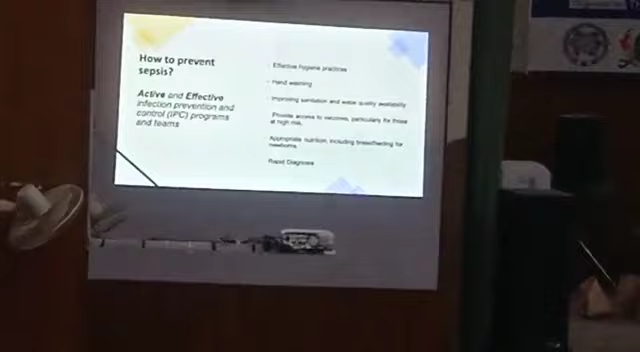 How to prevent
sepsis?
Active and Effective
infection prevention and
control (IPC) programs
and teams
Effective hygiene practices
Hand washing
Improving sanitation and water quality availability
Provide access to vaccines, particularly for those
at high risk,
Appropriate nutrition, including breastfeeding for
newborns.
Rapid Diagnosis